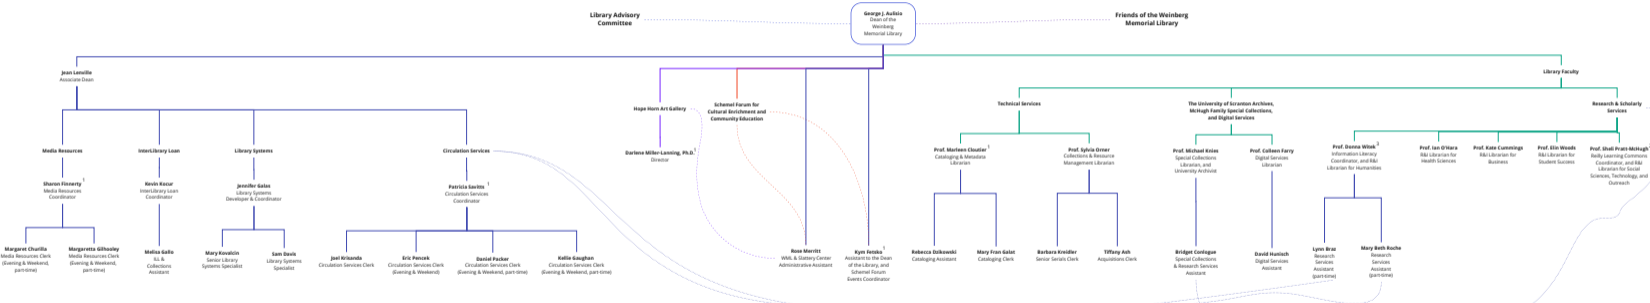 Library Advisory
Committee
George J. Aulisio
Dean of the
Weinberg
Memorial Library
Friends of the Weinberg
Memorial Library
Jean Lenville
Associate Dean
Library Faculty
Hope Horn Art Gallery
Schemel Forum for
Cultural Enrichment and
Community Education
Technical Services
The University of Scranton Archives,
McHugh Family Special Collections,
and Digital Services
Research & Scholarly
Services
Media Resources
InterLibrary Loan
Library Systems
Circulation Services
Darlene Miller-Lanning, Ph.D.1
Director
Prof. Marleen Cloutier 1
Cataloging & Metadata
Librarian
Prof. Sylvia Orner
Collections & Resource
Management Librarian
Prof. Michael Knies
Special Collections
Librarian, and
University Archivist
Prof. Colleen Farry
Digital Services
Librarian
Prof. Donna Witek 2
Information Literacy
Coordinator, and R&I
Librarian for Humanities
Prof. Ian O'Hara
R&I Librarian for
Health Sciences
Prof. Kate Cummings
R&I Librarian for
Business
Prof. Elin Woods
R&I Librarian for
Student Success
Prof. Sheli Pratt-McHugh
Reilly Learning Commons
Coordinator, and R&I
Librarian for Social
Sciences, Technology, and
Outreach
Sharon Finnerty 1
Media Resources
Coordinator
Kevin Kocur
InterLibrary Loan
Coordinator
Jennifer Galas
Library Systems
Developer & Coordinator
Patricia Savitts 1
Circulation Services
Coordinator
Margaret Churilla
Media Resources Clerk
(Evening & Weekend,
part-time)
Margaretta Gilhooley
Media Resources Clerk
(Evening & Weekend,
part-time)
Melisa Gallo
ILL &
Collections
Assistant
Mary Kovalcin
Senior Library
Systems Specialist
Sam Davis
Library Systems
Specialist
Joel Krisanda
Circulation Services Clerk
Eric Pencek
Circulation Services Clerk
(Evening & Weekend)
Daniel Packer
Circulation Services Clerk
(Evening & Weekend, part-time)
Kellie Gaughan
Circulation Services Clerk
(Evening & Weekend, part-time)
Rose Merritt
WML & Slattery Center
Administrative Assistant
Kym Fetsko 1
Assistant to the Dean
of the Library, and
Schemel Forum
Events Coordinator
Rebecca Dzikowski
Cataloging Assistant
Mary Fran Galat
Cataloging Clerk
Barbara Kreidler
Senior Serials Clerk
Tiffany Ash
Acquisitions Clerk
Bridget Conlogue
Special Collections
& Research Services
Assistant
David Hunisch
Digital Services
Assistant
Lynn Braz
Research
Services
Assistant
(part-time)
Mary Beth Roche
Research
Services
Assistant
(part-time)